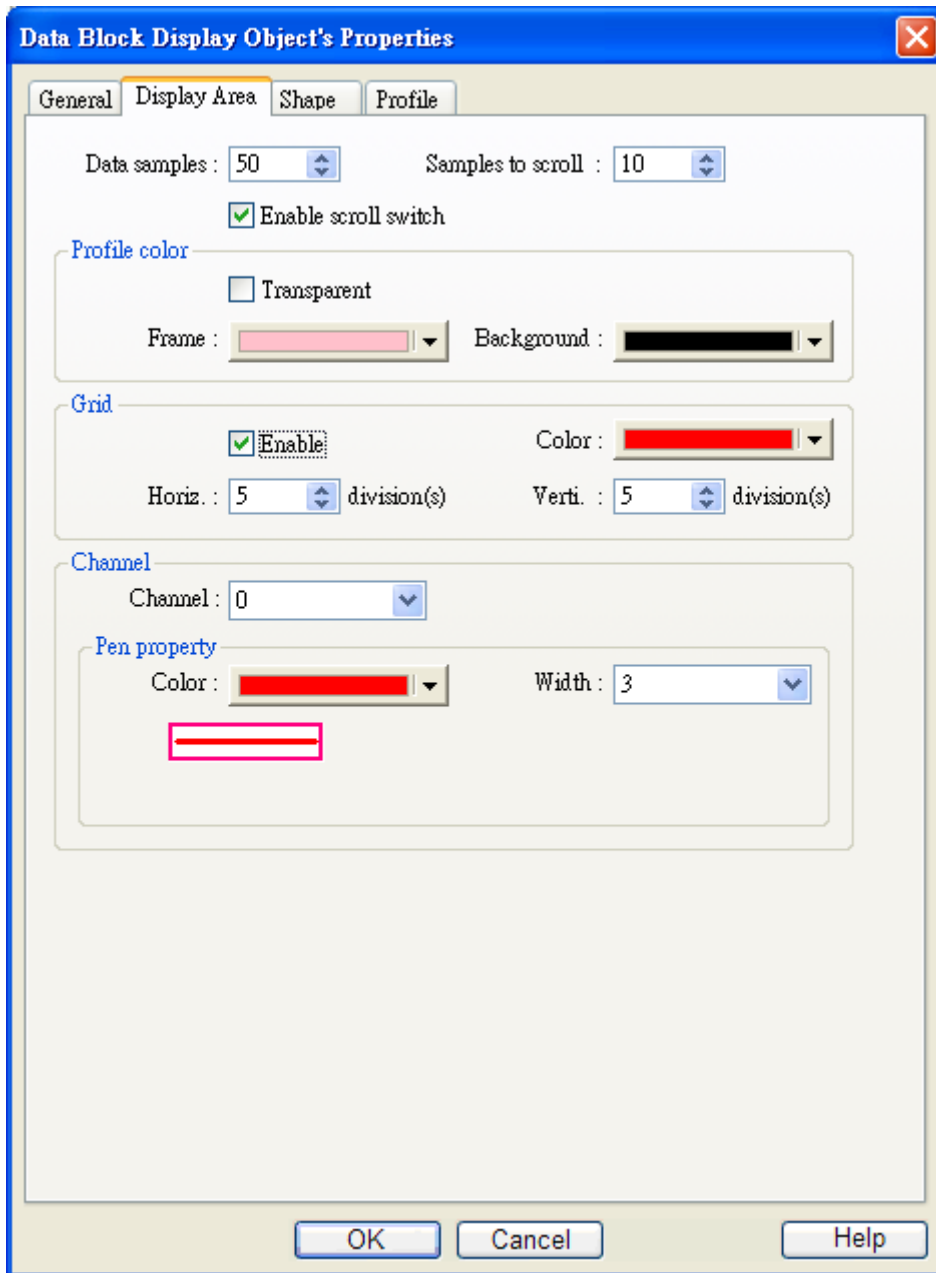 Data Block Display Object's Properties
General Display Area Shape Profile
Data samples : 50 Samples to scroll : 10
Enable scroll switch
Profile color
Transparent
Frame : Background :
Grid
Enable Color :
Horiz. : 5 division(s) Verti. : 5 division(s)
Channel
Channel : 0
Pen property
Color : Width : 3
OK Cancel Help